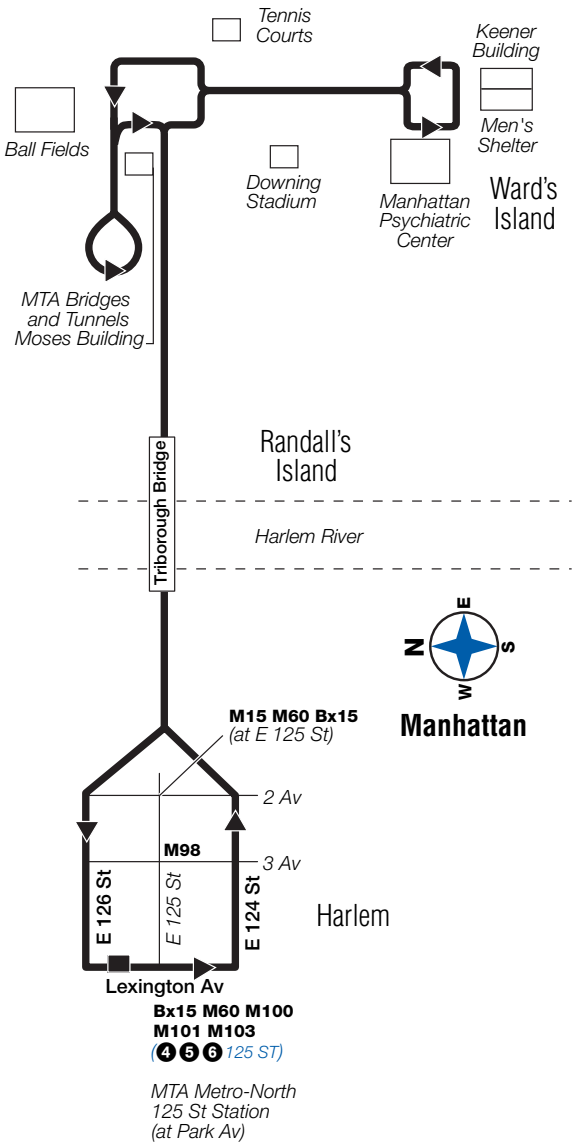 Tennis
Courts
Keener
Building
Ball Fields
Men's
Shelter
Downing
Stadium
Manhattan
Psychiatric
Center
Ward's
Island
MTA Bridges
and Tunnels
Moses Building
Randall's
Island
Triborough Bridge
Harlem River
N
E
S
W
Manhattan
M15 M60 Bx15
(at E 125 St)
2 Av
M98
3 Av
E 126 St
E 125 St
E 124 St
Harlem
Lexington Av
Bx15 M60 M100
M101 M103
(4 5 6 125 ST)
MTA Metro-North
125 St Station
(at Park Av)